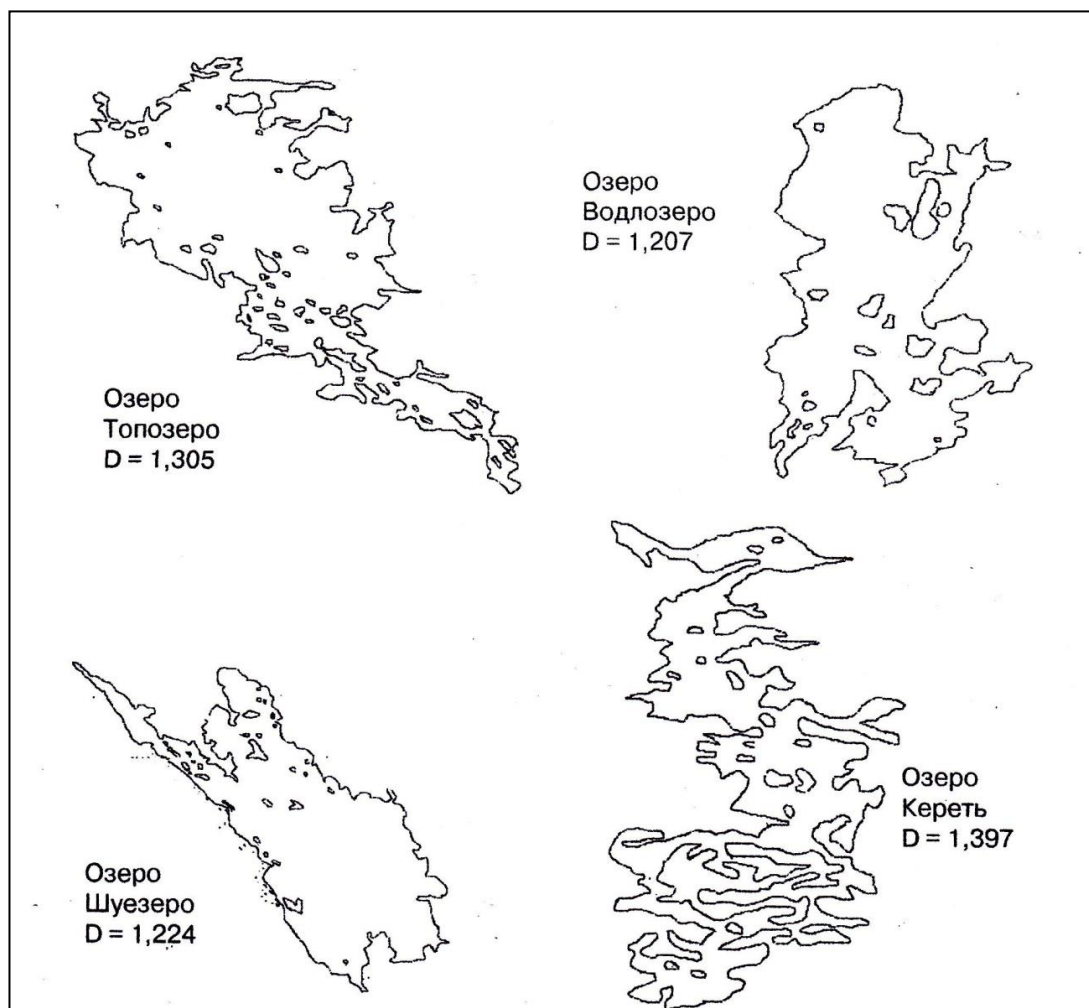 Озеро
Топозеро
D = 1,305
Озеро
Водлозеро
D = 1,207
Озеро
Шуезеро
D = 1,224
Озеро
Кереть
D = 1,397